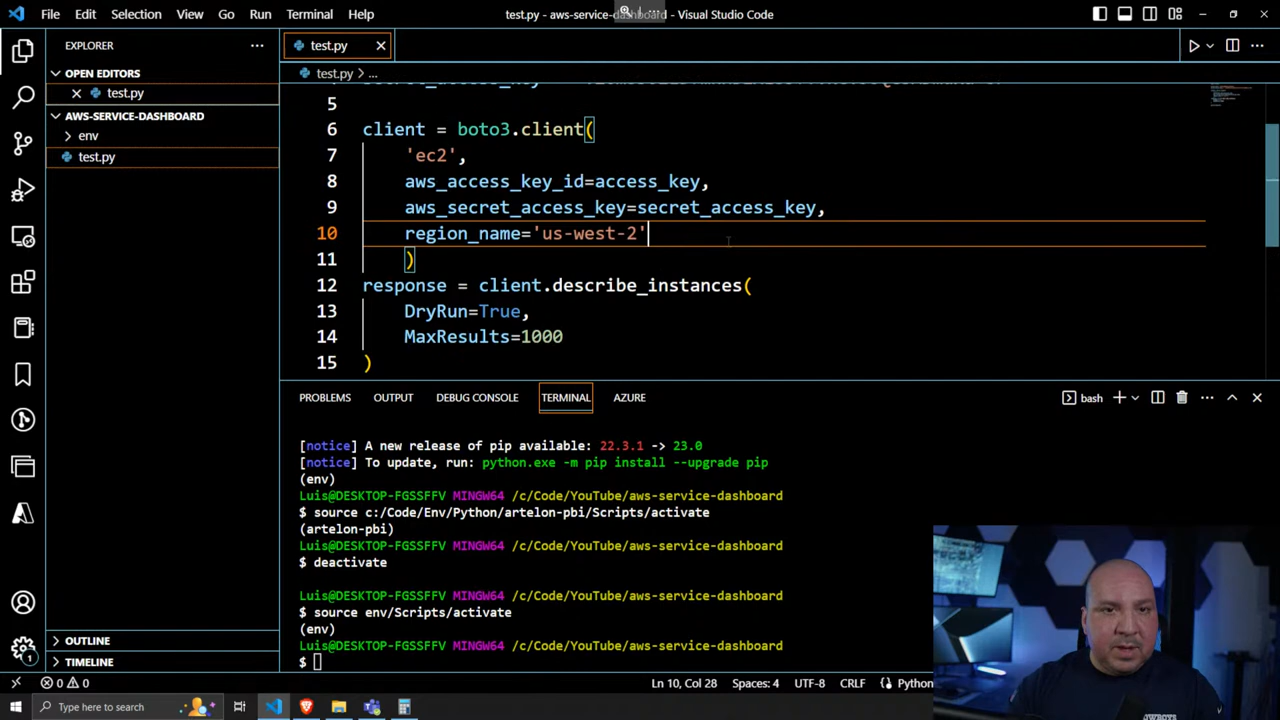 File Edit Selection View Go Run Terminal Help
test.py - aws-service-dashboard - Visual Studio Code
EXPLORER
OPEN EDITORS
test.py
AWS-SERVICE-DASHBOARD
env
test.py
OUTLINE
TIMELINE
test.py
test.py > ...
5
6 client = boto3.client(
7 'ec2',
8 aws_access_key_id=access_key,
9 aws_secret_access_key=secret_access_key,
10 region_name='us-west-2'
11 )
12 response = client.describe_instances(
13 DryRun=True,
14 MaxResults=1000
15 )
PROBLEMS OUTPUT DEBUG CONSOLE TERMINAL AZURE
bash
[notice] A new release of pip available: 22.3.1 -> 23.0
[notice] To update, run: python.exe -m pip install --upgrade pip
(env)
Luis@DESKTOP-FGSSFFV MINGW64 /c/Code/YouTube/aws-service-dashboard
$ source c:/Code/Env/Python/artelon-pbi/Scripts/activate
(artelon-pbi)
Luis@DESKTOP-FGSSFFV MINGW64 /c/Code/YouTube/aws-service-dashboard
$ deactivate
Luis@DESKTOP-FGSSFFV MINGW64 /c/Code/YouTube/aws-service-dashboard
$ source env/Scripts/activate
(env)
Luis@DESKTOP-FGSSFFV MINGW64 /c/Code/YouTube/aws-service-dashboard
$
1
0 0
Ln 10, Col 28 Spaces: 4 UTF-8 CRLF Python
Type here to search